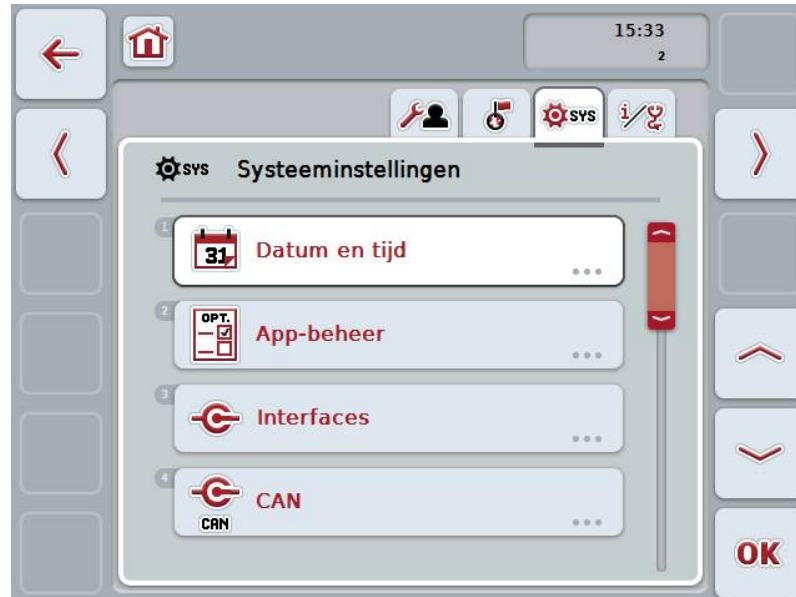 15:33
2
SYS
i/
SYS Systeeminstellingen
1
31
Datum en tijd
2
OPT.
App-beheer
3
Interfaces
4
CAN
CAN
OK